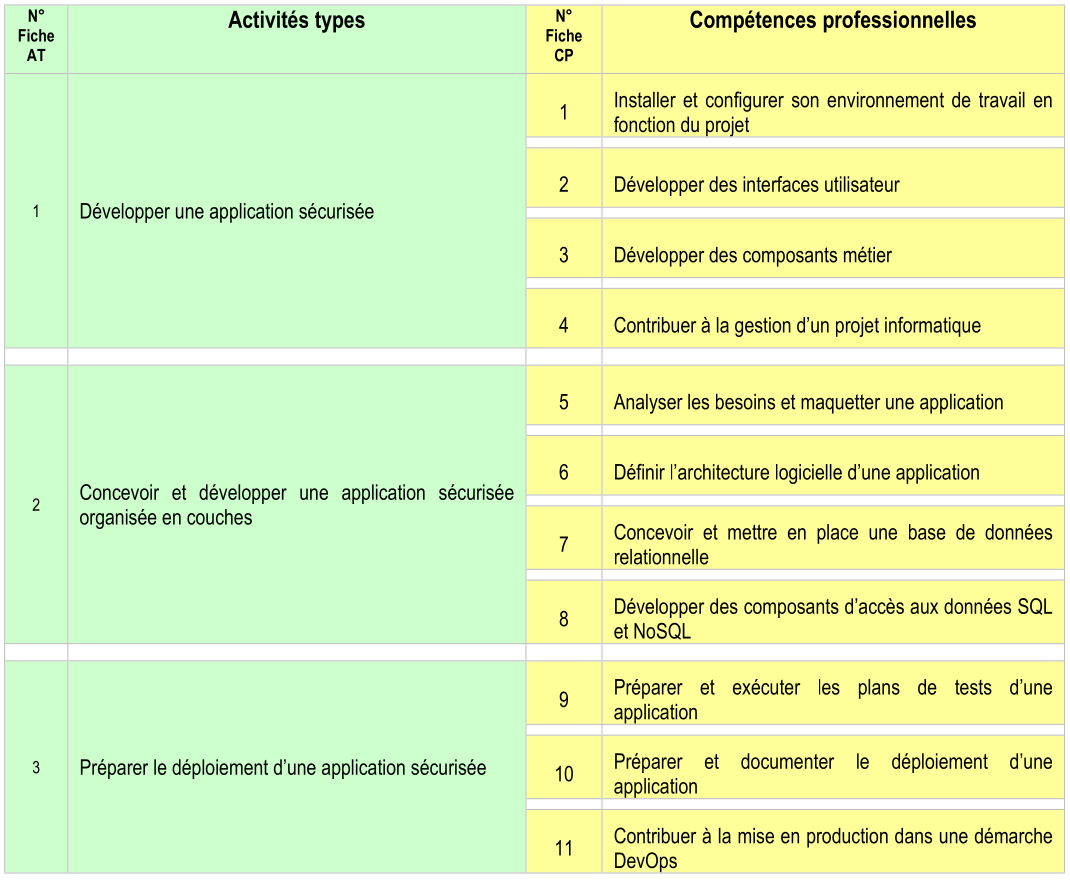 N°
Fiche
AT
Activités types
N°
Fiche
CP
Compétences professionnelles
1
Développer une application sécurisée
1
Installer et configurer son environnement de travail en
fonction du projet
2
Développer des interfaces utilisateur
3
Développer des composants métier
4
Contribuer à la gestion d’un projet informatique
2
Concevoir et développer une application sécurisée
organisée en couches
5
Analyser les besoins et maquetter une application
6
Définir l’architecture logicielle d’une application
7
Concevoir et mettre en place une base de données
relationnelle
8
Développer des composants d’accès aux données SQL
et NoSQL
3
Préparer le déploiement d’une application sécurisée
9
Préparer et exécuter les plans de tests d’une
application
10
Préparer et documenter le déploiement d’une
application
11
Contribuer à la mise en production dans une démarche
DevOps